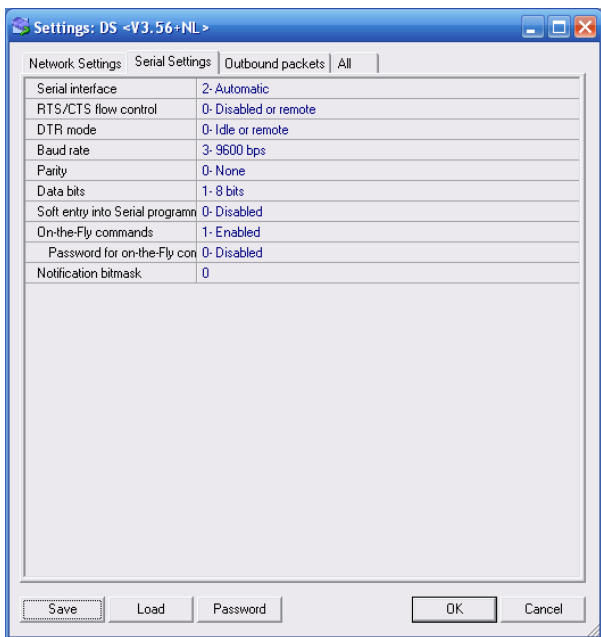 Settings: DS <V3.56+NL>
Network Settings Serial Settings Outbound packets All
Serial interface 2- Automatic
RTS/CTS flow control 0- Disabled or remote
DTR mode 0- Idle or remote
Baud rate 3- 9600 bps
Parity 0- None
Data bits 1- 8 bits
Soft entry into Serial programn 0- Disabled
On-the-Fly commands 1- Enabled
Password for on-the-Fly con 0- Disabled
Notification bitmask 0
Save Load Password OK Cancel